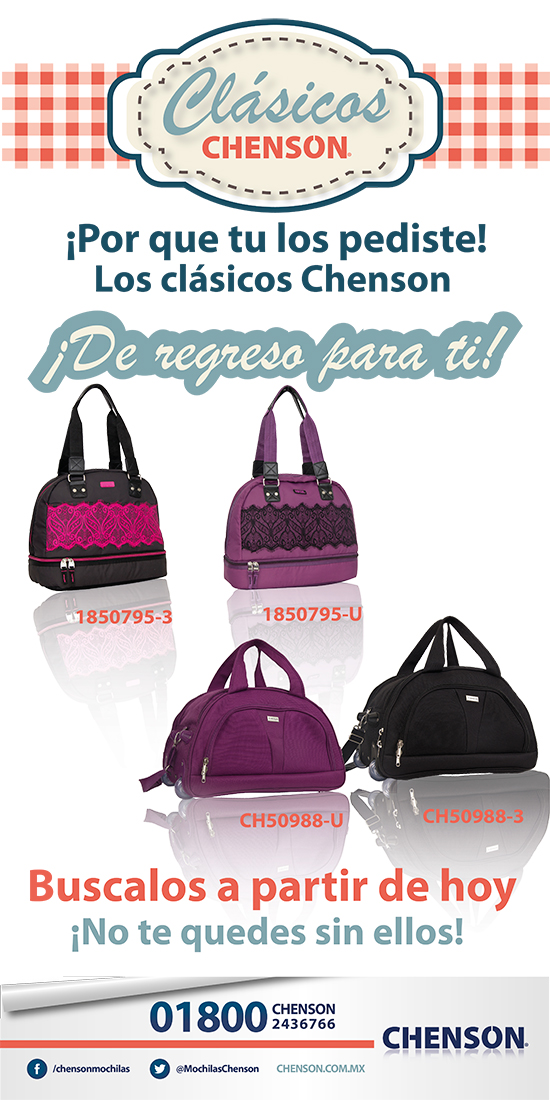 Clásicos
CHENSON®
¡Por que tu los pediste!
Los clásicos Chenson
¡De regreso para ti!
1850795-3
1850795-U
CH50988-U
CH50988-3
Buscalos a partir de hoy
¡No te quedes sin ellos!
01800 CHENSON
2436766
CHENSON®
/chensonmochilas @MochilasChenson CHENSON.COM.MX